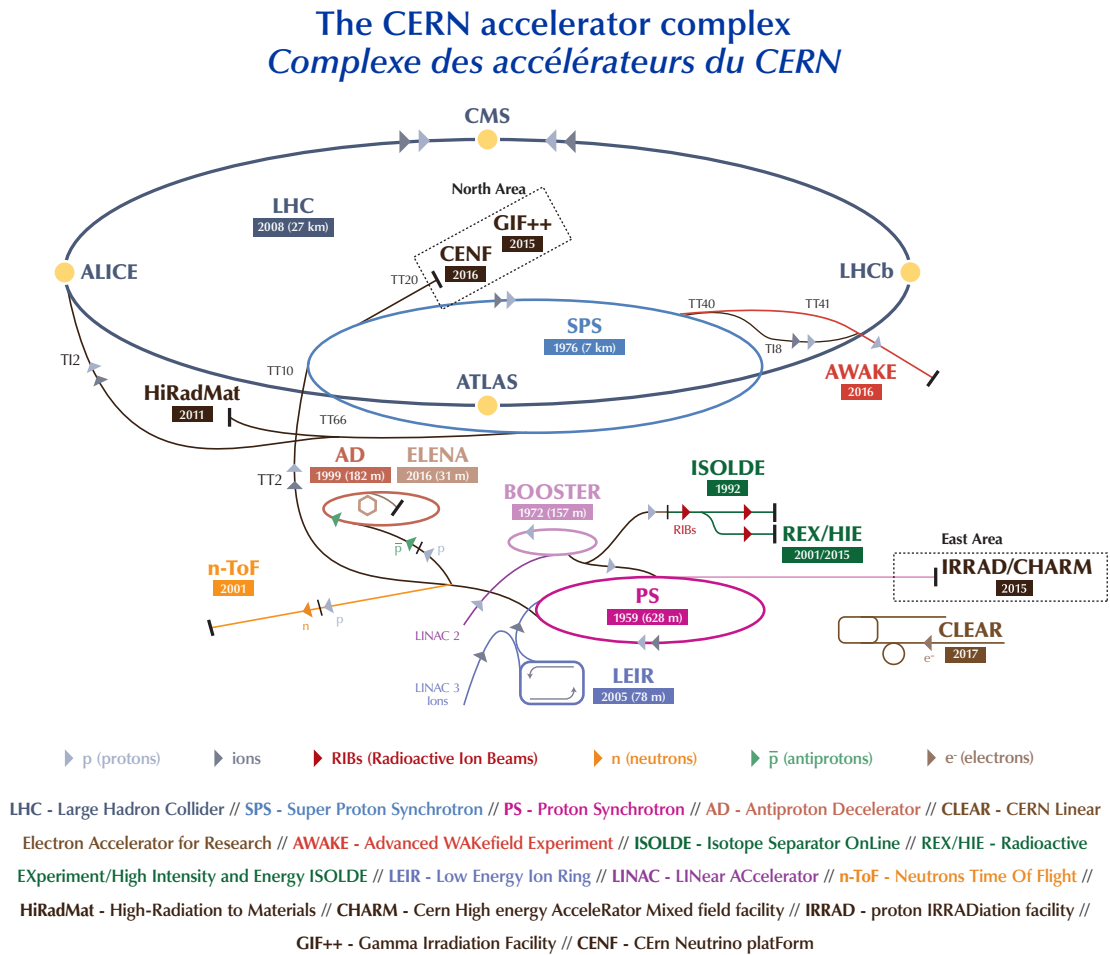 The CERN accelerator complex
Complexe des accélérateurs du CERN
CMS
North Area
LHC
2008 (27 km)
GIF++
2015
CENF
2016
ALICE
LHCb
TT20
TT40
TT41
SPS
1976 (7 km)
TI8
TI2
TT10
AWAKE
2016
HiRadMat
2011
ATLAS
TT66
AD
1999 (182 m)
ELENA
2016 (31 m)
TT2
ISOLDE
1992
BOOSTER
1972 (157 m)
RIBs
REX/HIE
2001/2015
p̅
p
East Area
IRRAD/CHARM
2015
n-ToF
2001
PS
1959 (628 m)
n
p
LINAC 2
CLEAR
2017
e-
LEIR
2005 (78 m)
LINAC 3
Ions
p (protons)
ions
RIBs (Radioactive Ion Beams)
n (neutrons)
p̅ (antiprotons)
e- (electrons)
LHC - Large Hadron Collider // SPS - Super Proton Synchrotron // PS - Proton Synchrotron // AD - Antiproton Decelerator // CLEAR - CERN Linear
Electron Accelerator for Research // AWAKE - Advanced WAKefield Experiment // ISOLDE - Isotope Separator OnLine // REX/HIE - Radioactive
EXperiment/High Intensity and Energy ISOLDE // LEIR - Low Energy Ion Ring // LINAC - LINear ACcelerator // n-ToF - Neutrons Time Of Flight //
HiRadMat - High-Radiation to Materials // CHARM - Cern High energy AcceleRator Mixed field facility // IRRAD - proton IRRADiation facility //
GIF++ - Gamma Irradiation Facility // CENF - CErn Neutrino platForm